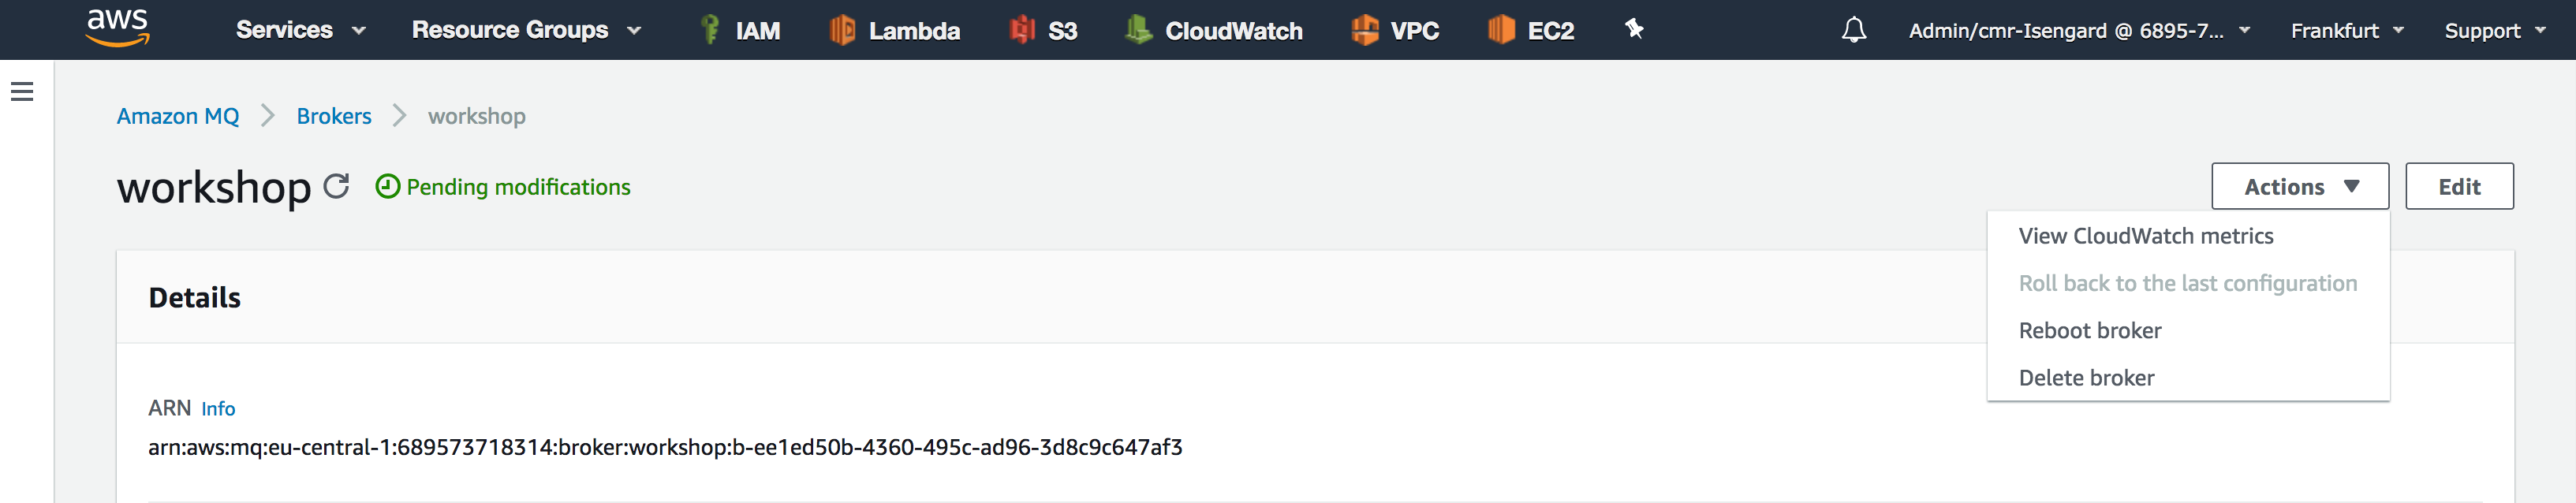 aws Services Resource Groups IAM Lambda S3 CloudWatch VPC EC2 Admin/cmr-Isengard @ 6895-7... Frankfurt Support
Amazon MQ Brokers workshop
workshop Pending modifications Actions Edit
View CloudWatch metrics
Roll back to the last configuration
Reboot broker
Delete broker
Details
ARN Info
arn:aws:mq:eu-central-1:689573718314:broker:workshop:b-ee1ed50b-4360-495c-ad96-3d8c9c647af3